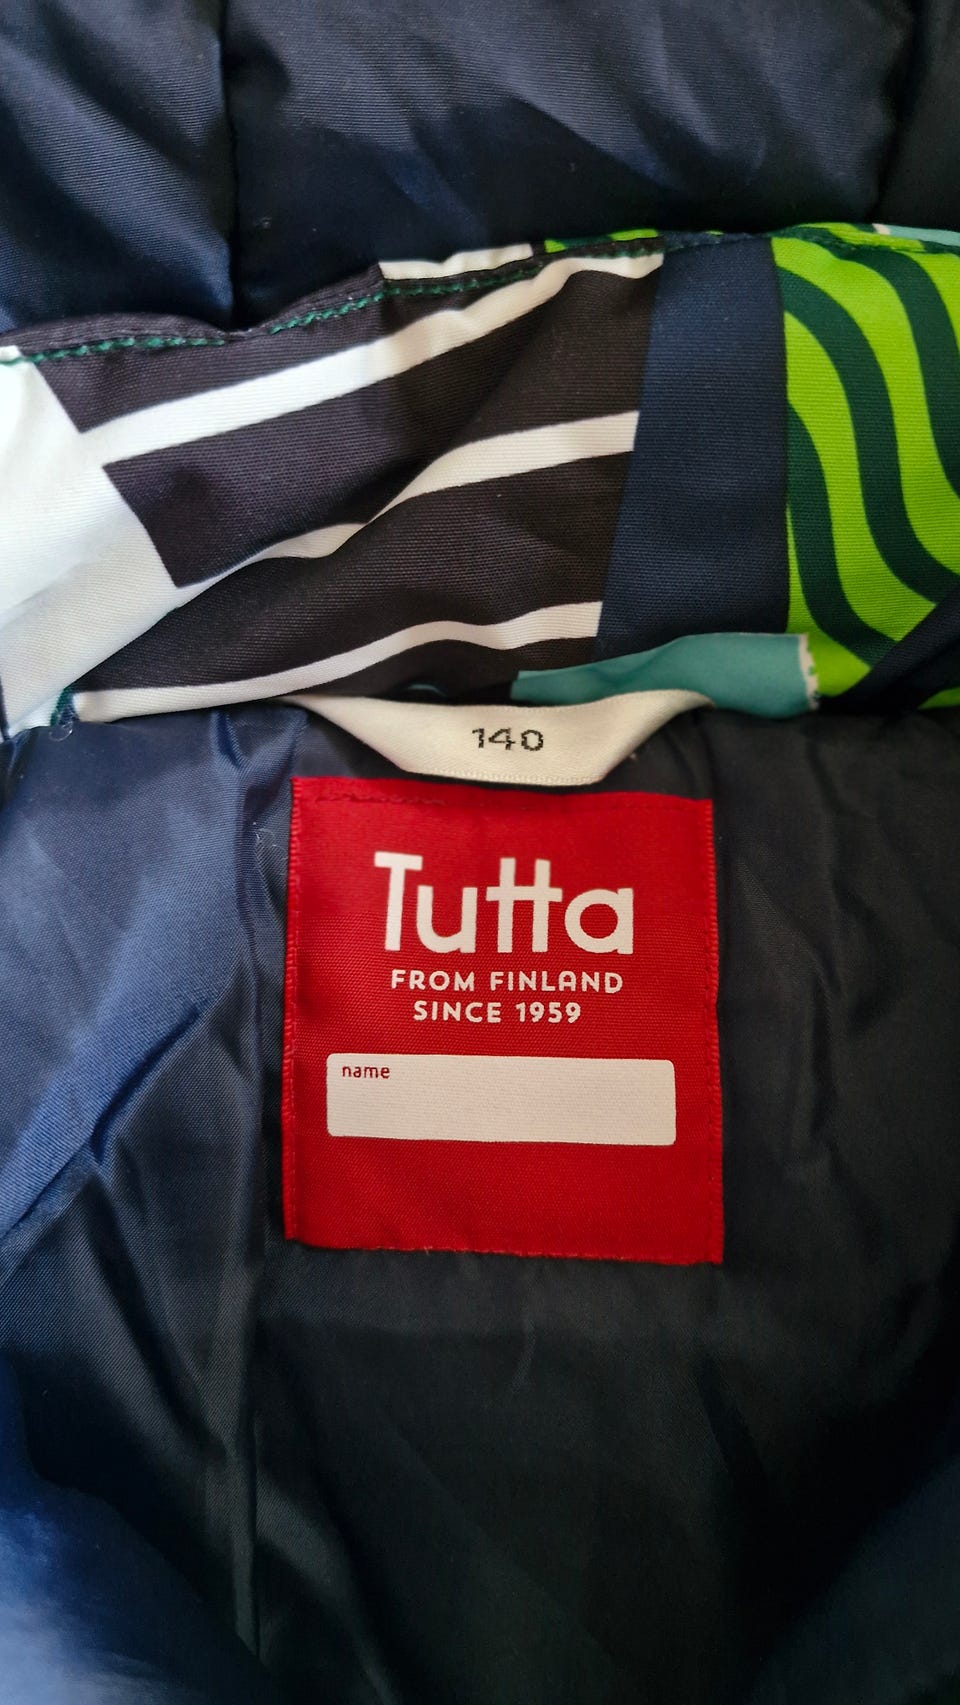 140
Tutta
FROM FINLAND
SINCE 1959
name